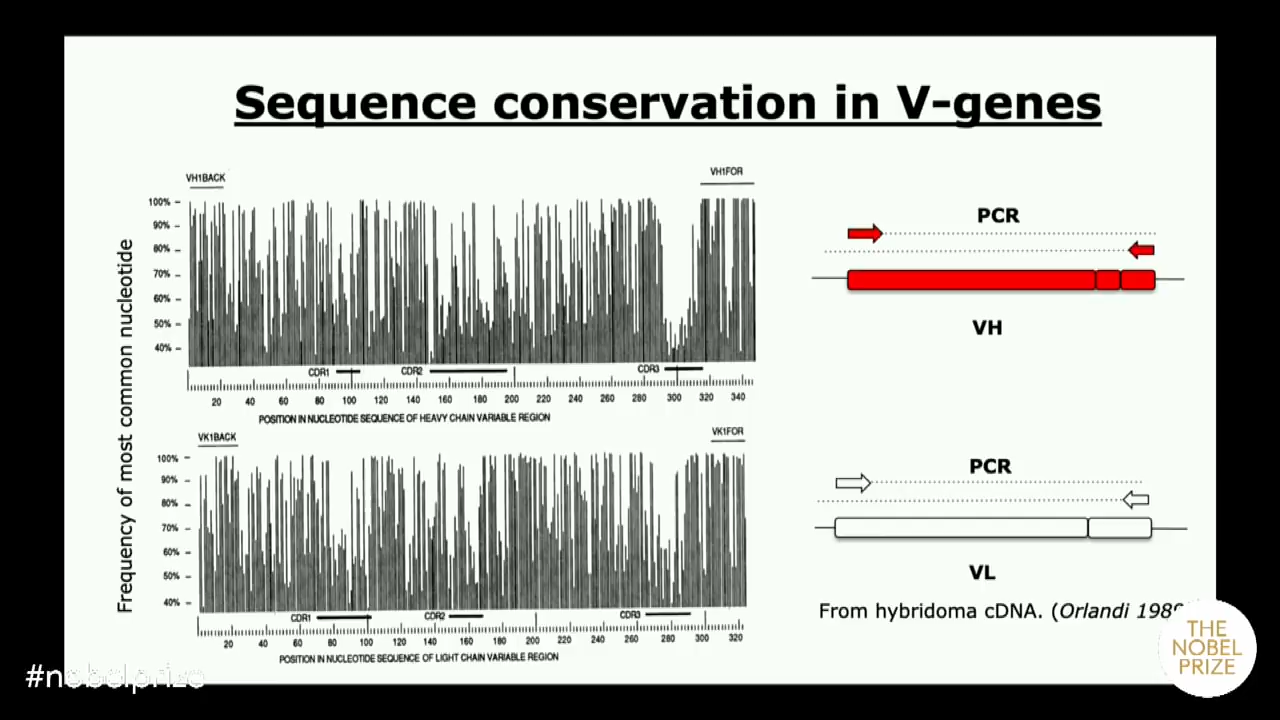 Sequence conservation in V-genes
Frequency of most common nucleotide
VH1BACK
VH1FOR
100%
90%
80%
70%
60%
50%
40%
CDR1
CDR2
CDR3
20 40 60 80 100 120 140 160 180 200 220 240 260 280 300 320 340
POSITION IN NUCLEOTIDE SEQUENCE OF HEAVY CHAIN VARIABLE REGION
VK1BACK
VK1FOR
100%
90%
80%
70%
60%
50%
40%
CDR1
CDR2
CDR3
20 40 60 80 100 120 140 160 180 200 220 240 260 280 300 320
POSITION IN NUCLEOTIDE SEQUENCE OF LIGHT CHAIN VARIABLE REGION
PCR
VH
PCR
VL
From hybridoma cDNA. (Orlandi 1989
THE
NOBEL
PRIZE
#nobelprize